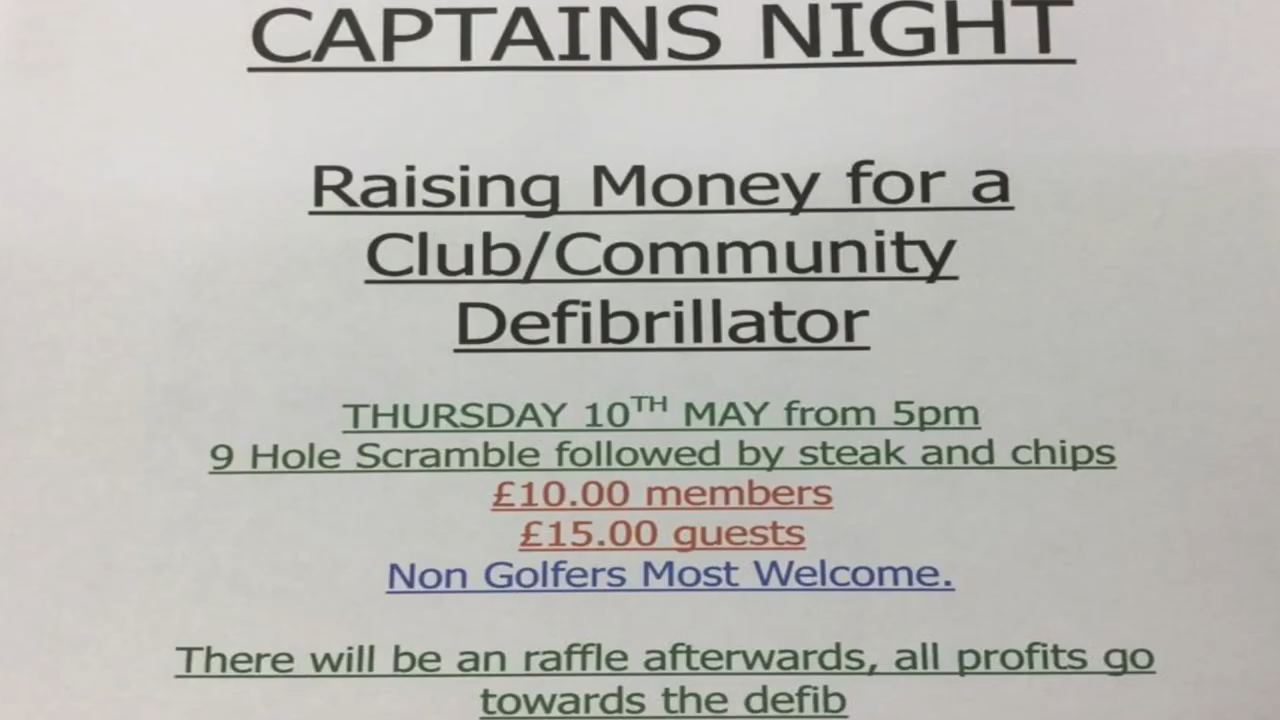 CAPTAINS NIGHT
Raising Money for a
Club/Community
Defibrillator
THURSDAY 10TH MAY from 5pm
9 Hole Scramble followed by steak and chips
£10.00 members
£15.00 guests
Non Golfers Most Welcome.
There will be an raffle afterwards, all profits go
towards the defib